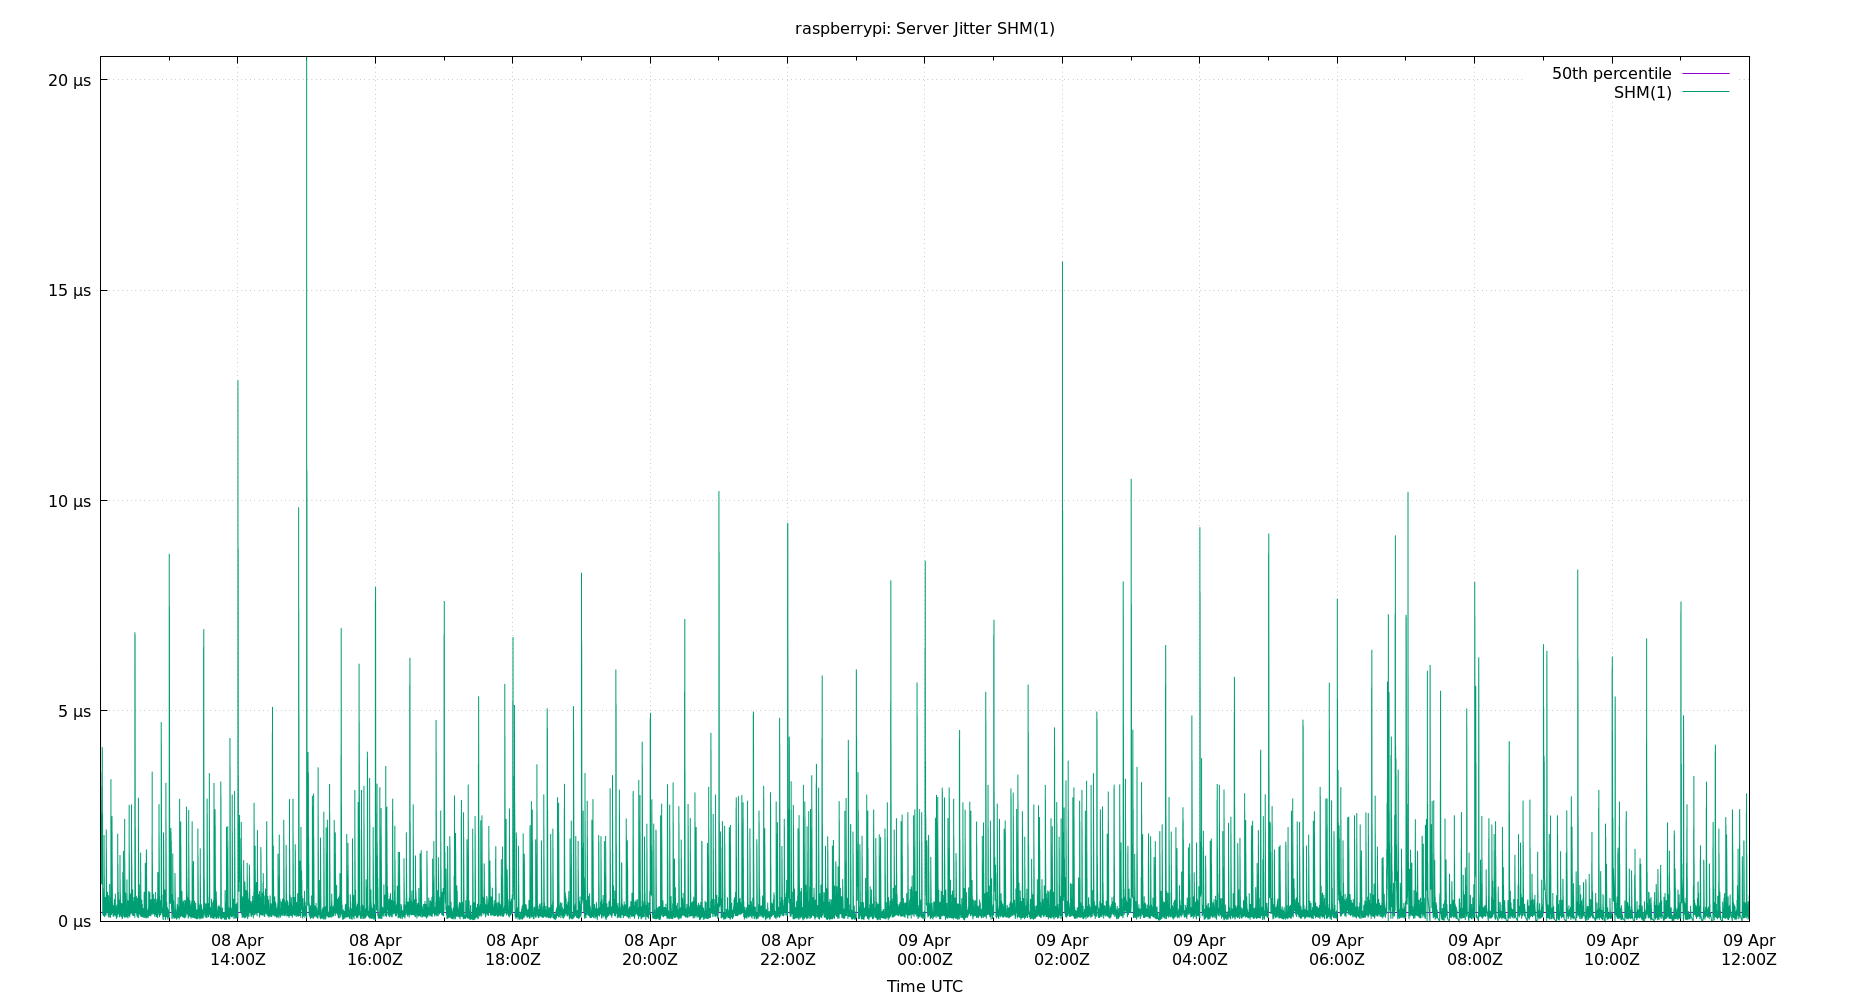 raspberrypi: Server Jitter SHM(1)
50th percentile
SHM(1)
20 µs
15 µs
10 µs
5 µs
0 µs
08 Apr 08 Apr 08 Apr 08 Apr 08 Apr 09 Apr 09 Apr 09 Apr 09 Apr 09 Apr 09 Apr 09 Apr
14:00Z 16:00Z 18:00Z 20:00Z 22:00Z 00:00Z 02:00Z 04:00Z 06:00Z 08:00Z 10:00Z 12:00Z
Time UTC